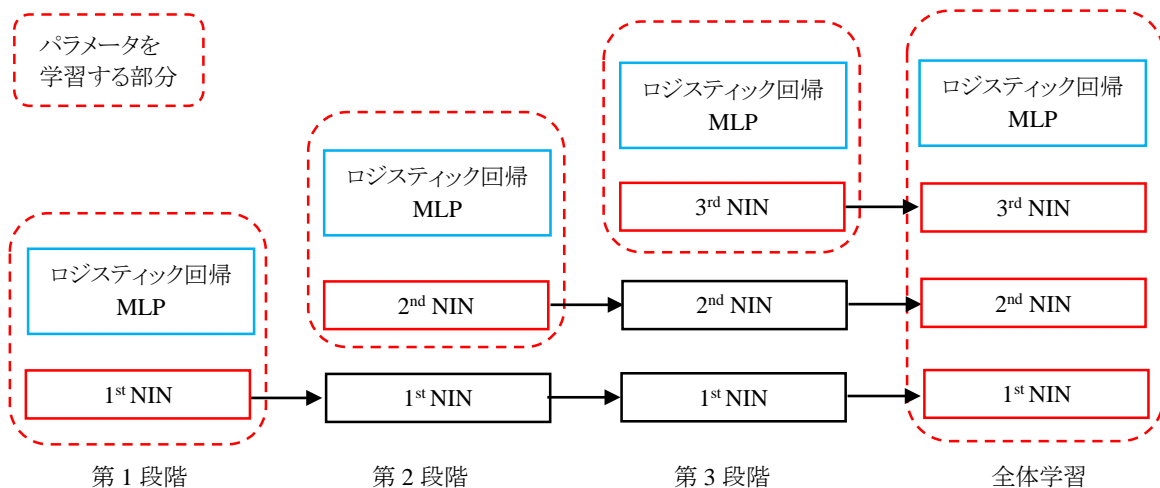 パラメータを
学習する部分
ロジスティック回帰
MLP
1st NIN
第 1 段階
ロジスティック回帰
MLP
2nd NIN
1st NIN
第 2 段階
ロジスティック回帰
MLP
3rd NIN
2nd NIN
1st NIN
第 3 段階
ロジスティック回帰
MLP
3rd NIN
2nd NIN
1st NIN
全体学習